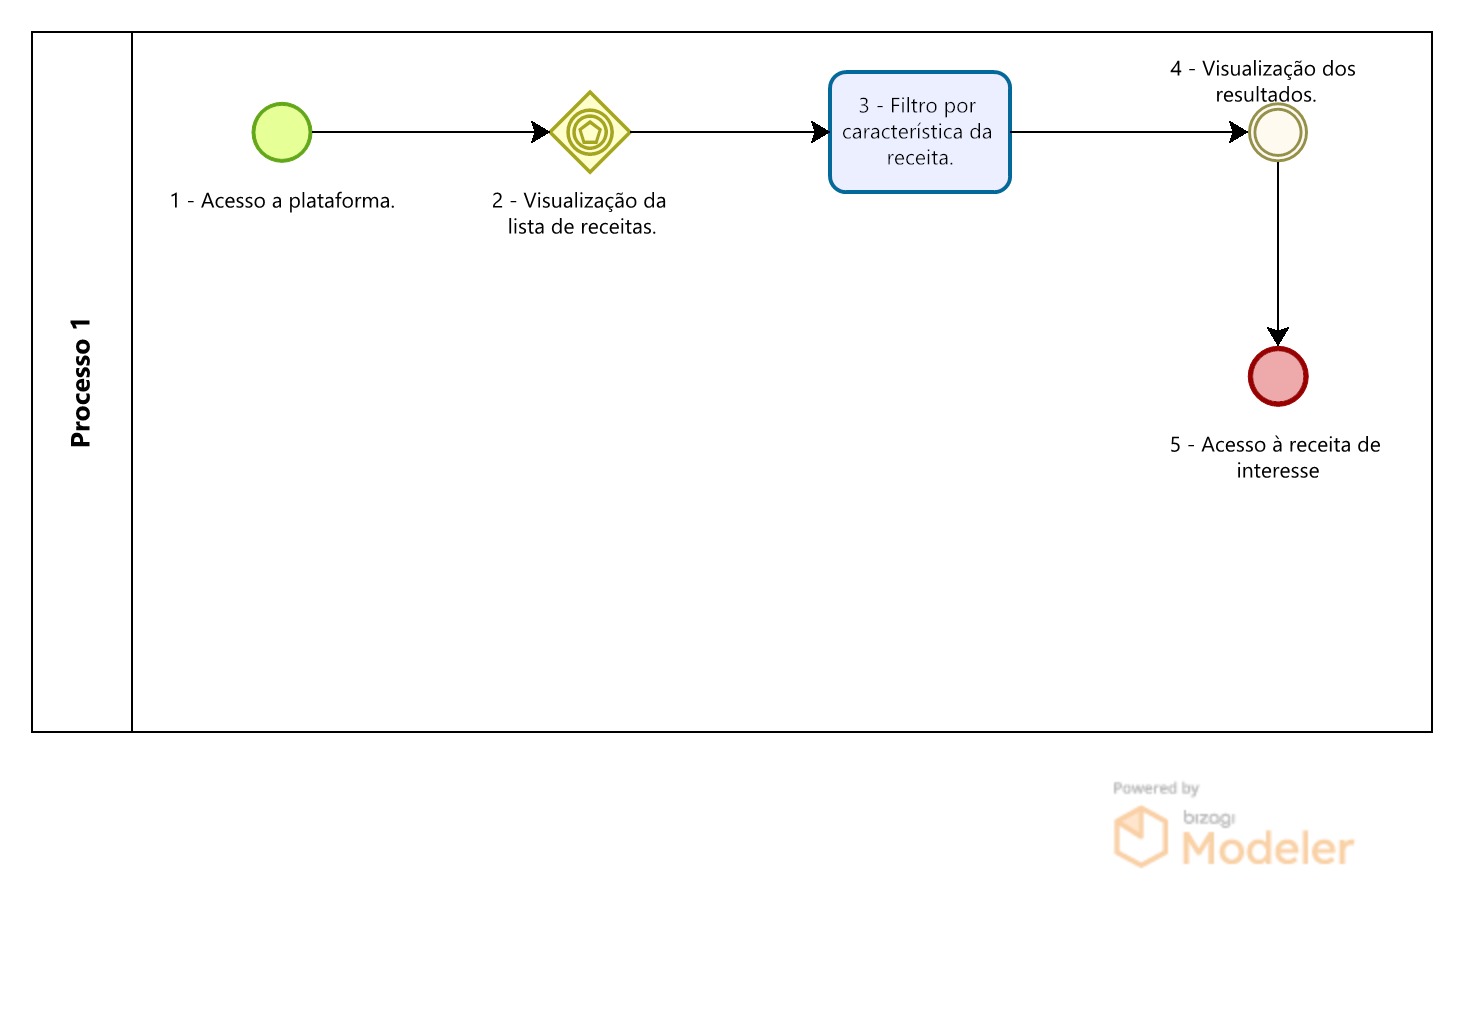 Processo 1
1 - Acesso a plataforma.
2 - Visualização da
lista de receitas.
3 - Filtro por
característica da
receita.
4 - Visualização dos
resultados.
5 - Acesso à receita de
interesse
Powered by
bizagi
Modeler